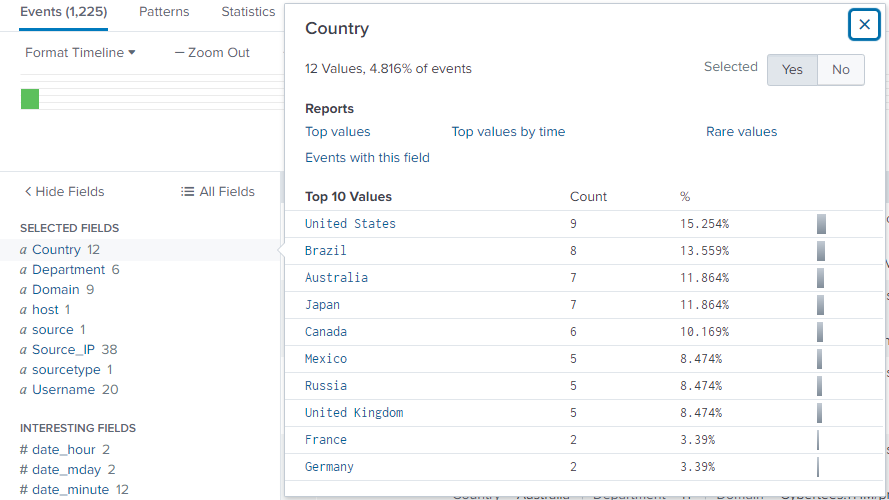 Events (1,225) Patterns Statistics
Format Timeline — Zoom Out
Hide Fields All Fields
SELECTED FIELDS
a Country 12
a Department 6
a Domain 9
a host 1
a source 1
a Source_IP 38
a sourcetype 1
a Username 20
INTERESTING FIELDS
# date_hour 2
# date_mday 2
# date_minute 12
Country
12 Values, 4.816% of events Selected Yes No
Reports
Top values Top values by time Rare values
Events with this field
Top 10 Values Count %
United States 9 15.254%
Brazil 8 13.559%
Australia 7 11.864%
Japan 7 11.864%
Canada 6 10.169%
Mexico 5 8.474%
Russia 5 8.474%
United Kingdom 5 8.474%
France 2 3.39%
Germany 2 3.39%